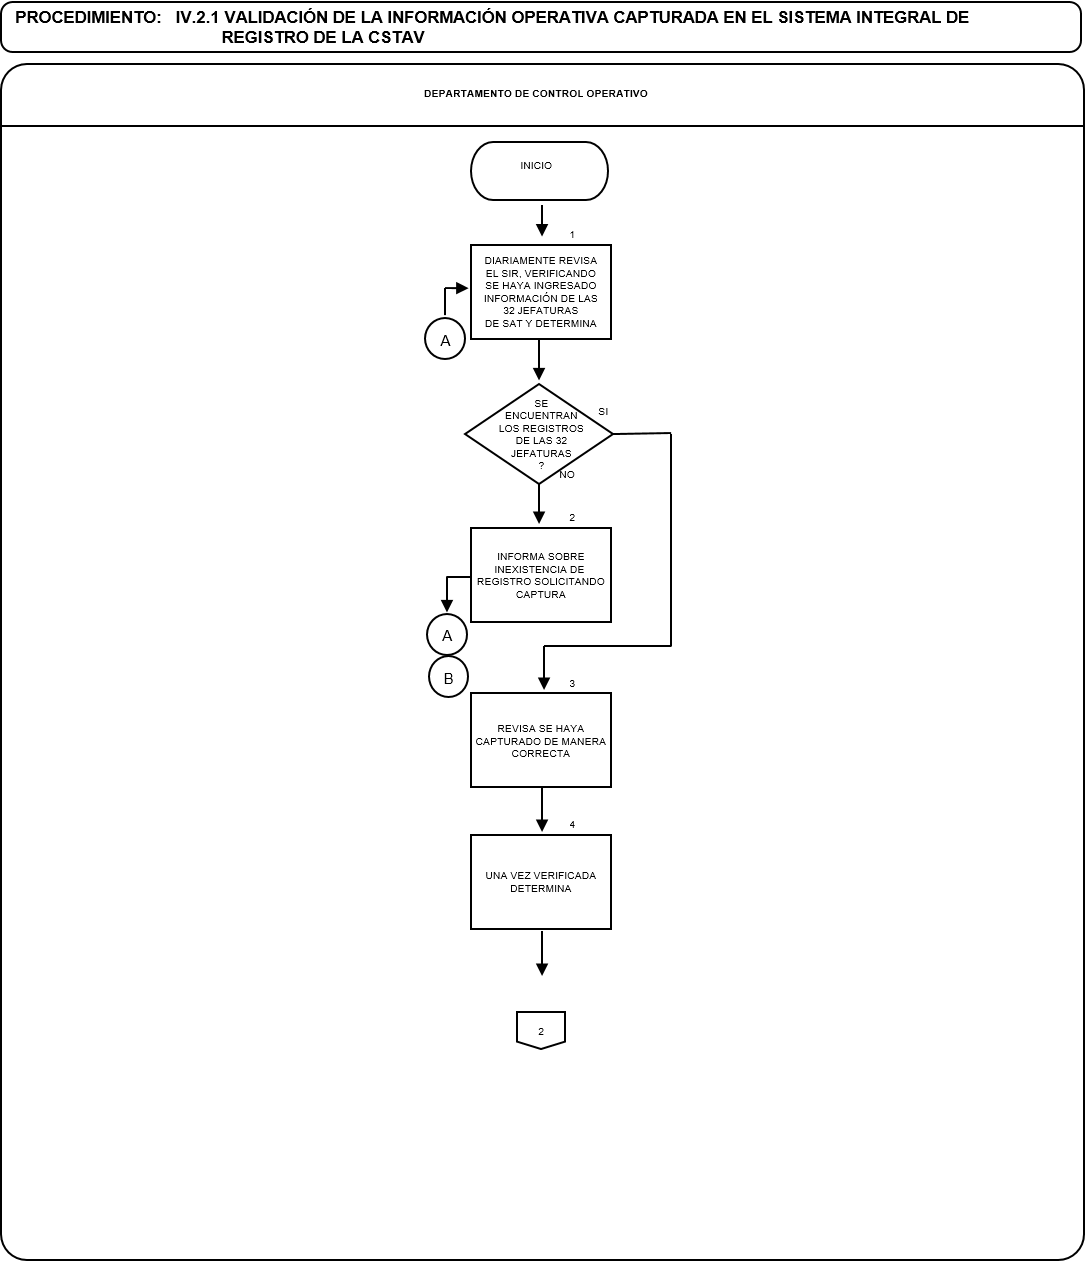 PROCEDIMIENTO: IV.2.1 VALIDACIÓN DE LA INFORMACIÓN OPERATIVA CAPTURADA EN EL SISTEMA INTEGRAL DE
REGISTRO DE LA CSTAV
DEPARTAMENTO DE CONTROL OPERATIVO
INICIO
1
DIARIAMENTE REVISA
EL SIR, VERIFICANDO
SE HAYA INGRESADO
INFORMACIÓN DE LAS
32 JEFATURAS
DE SAT Y DETERMINA
A
SE
ENCUENTRAN
LOS REGISTROS
DE LAS 32
JEFATURAS
?
SI
NO
2
INFORMA SOBRE
INEXISTENCIA DE
REGISTRO SOLICITANDO
CAPTURA
A
B
3
REVISA SE HAYA
CAPTURADO DE MANERA
CORRECTA
4
UNA VEZ VERIFICADA
DETERMINA
2